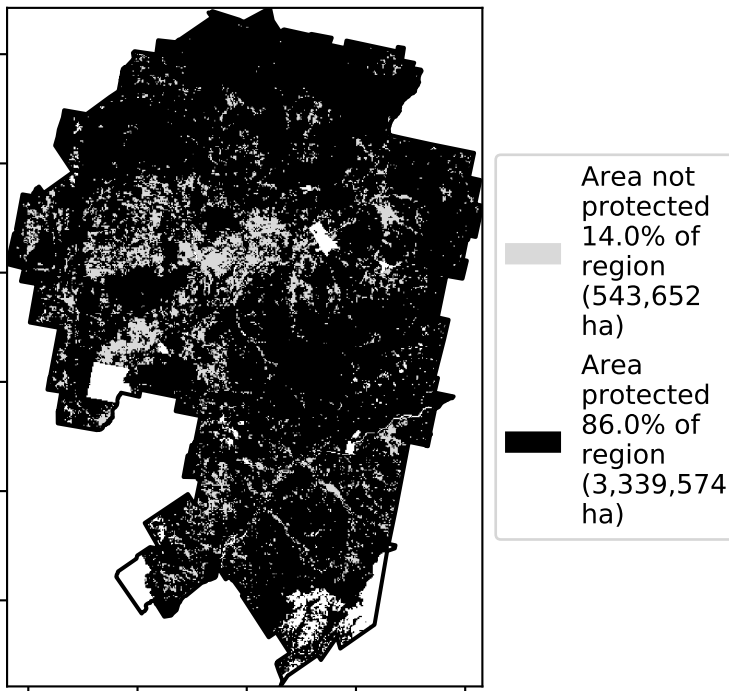 Area not
protected
14.0% of
region
(543,652
ha)
Area
protected
86.0% of
region
(3,339,574
ha)